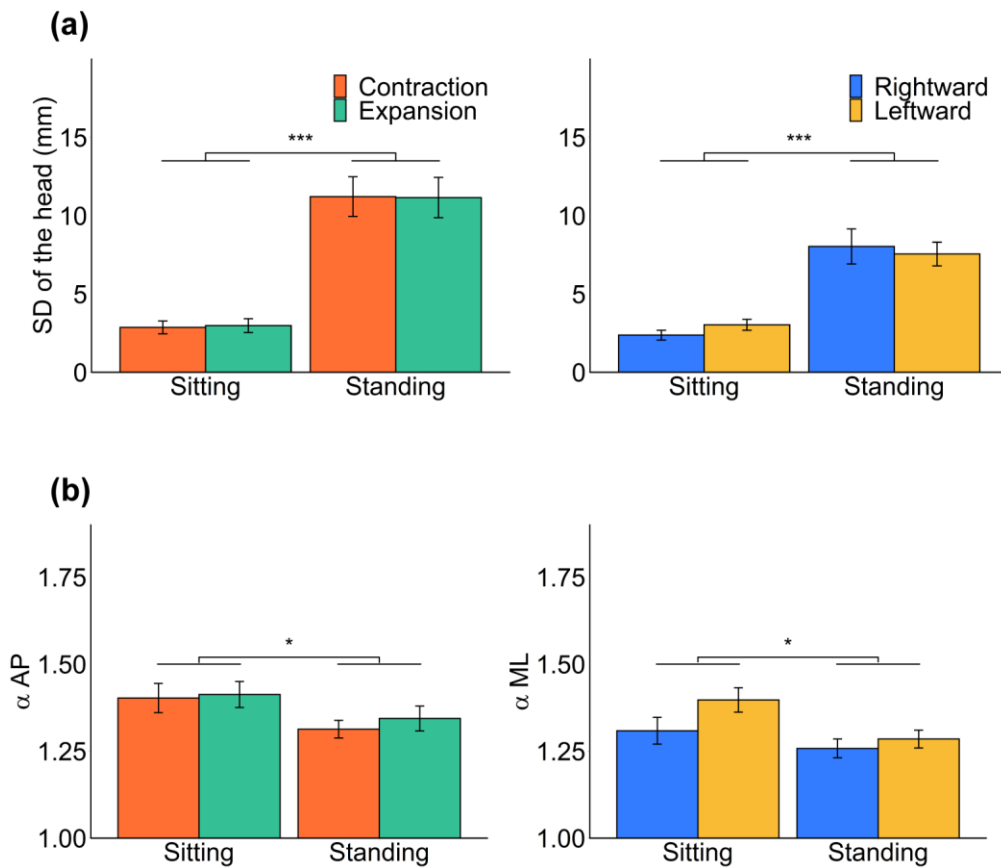 (a)
SD of the head (mm)
15
10
5
0
Contraction
Expansion
***
Sitting Standing
15
10
5
0
Rightward
Leftward
***
Sitting Standing
(b)
α AP
1.75
1.50
1.25
1.00
*
Sitting Standing
α ML
1.75
1.50
1.25
1.00
*
Sitting Standing